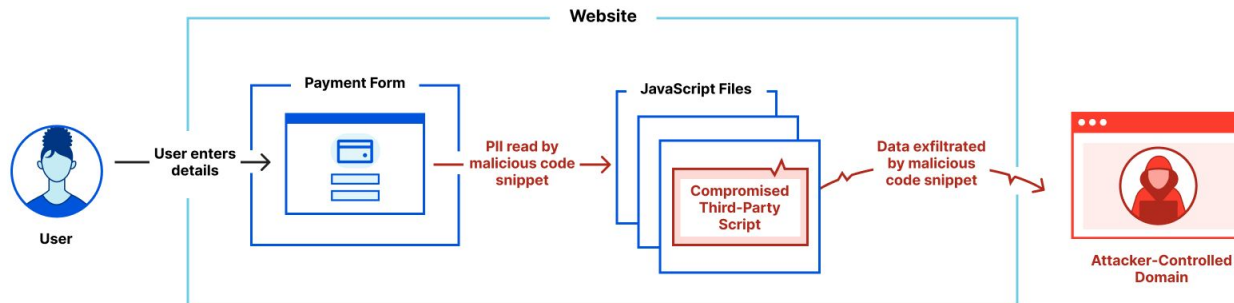 Website
Payment Form
JavaScript Files
User enters
details
PII read by
malicious code
snippet
Compromised
Third-Party
Script
Data exfiltrated
by malicious
code snippet
User
Attacker-Controlled
Domain